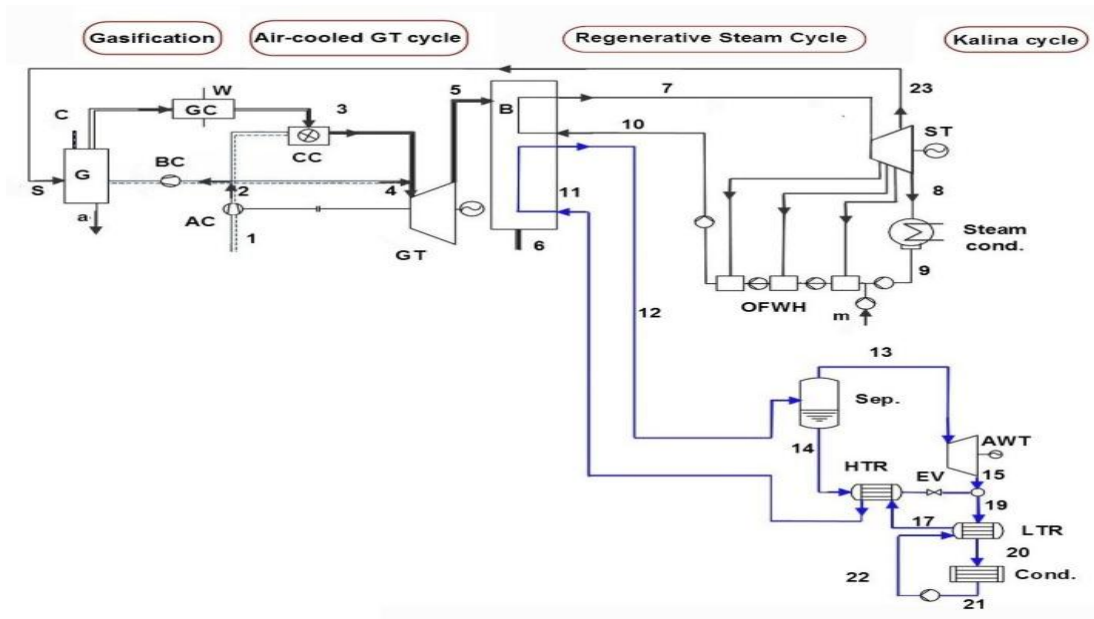 Gasification
Air-cooled GT cycle
Regenerative Steam Cycle
Kalina cycle
C
W
GC
3
CC
5
B
7
23
10
ST
S
G
BC
2
4
11
8
a
AC
1
GT
6
Steam
cond.
9
OFWH
m
12
13
Sep.
14
AWT
HTR
EV
15
19
17
LTR
20
22
Cond.
21